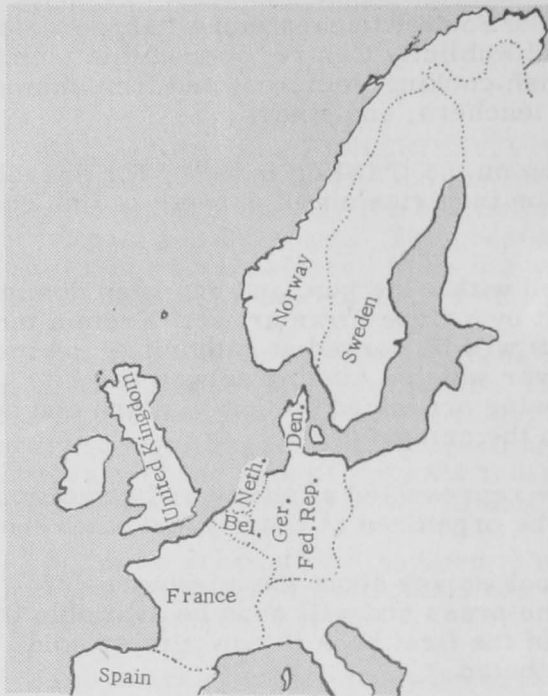 Norway
Sweden
United Kingdom
Den.
Neth.
Bel.
Ger.
Fed. Rep.
France
Spain